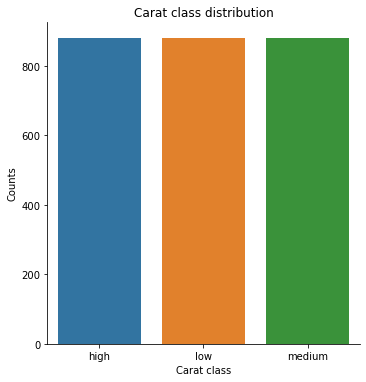 Carat class distribution
Counts
800
600
400
200
0
high low medium
Carat class